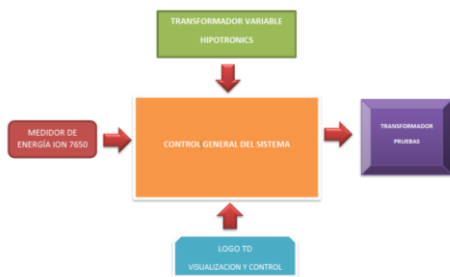 TRANSFORMADOR VARIABLE
HIPOTRONICS
MEDIDOR DE
ENERGÍA ION 7650
CONTROL GENERAL DEL SISTEMA
TRANSFORMADOR
PRUEBAS
LOGO TD
VISUALIZACION Y CONTROL